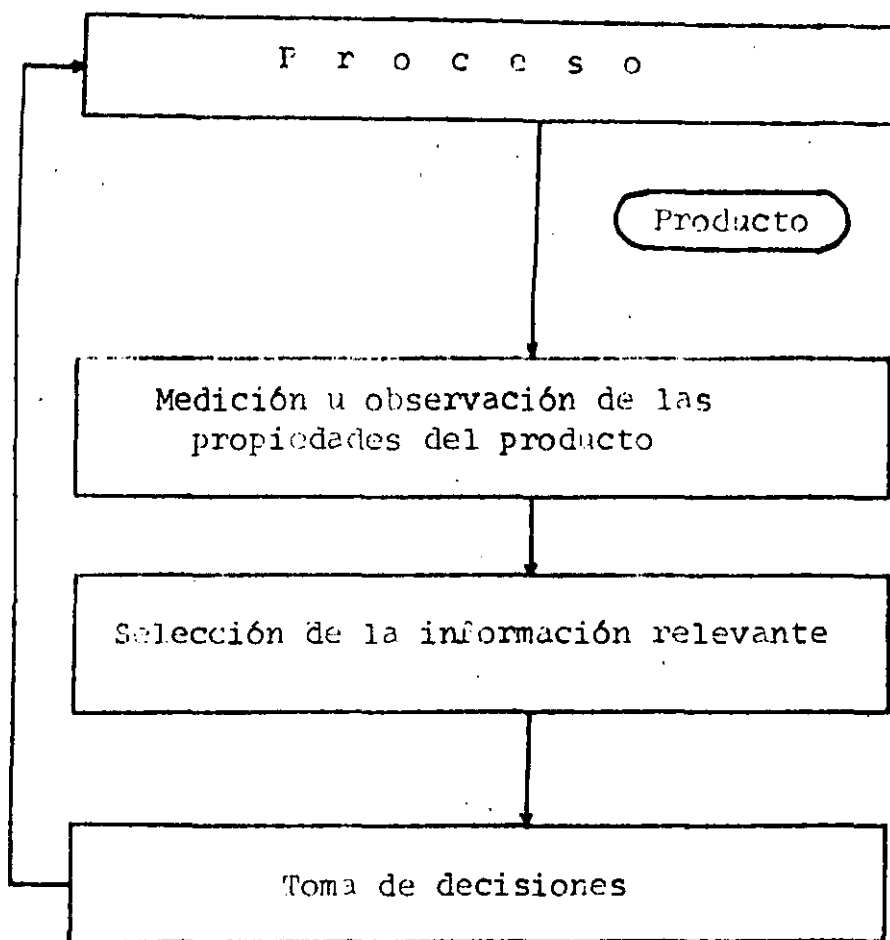 P r o c e s o
Producto
Medición u observación de las
propiedades del producto
Selección de la información relevante
Toma de decisiones